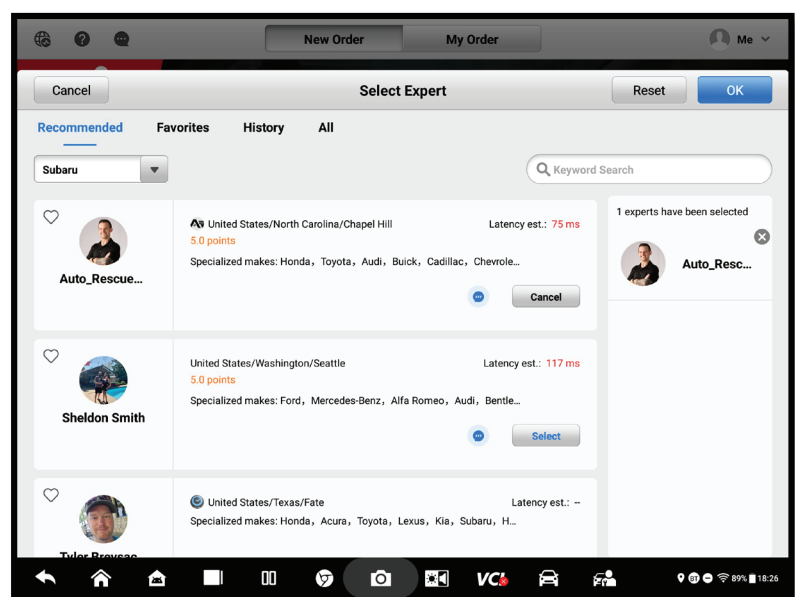 New Order
My Order
Me
Cancel
Select Expert
Reset
OK
Recommended
Favorites
History
All
Subaru
Keyword Search
United States/North Carolina/Chapel Hill
Latency est.: 75 ms
5.0 points
Specialized makes: Honda, Toyota, Audi, Buick, Cadillac, Chevrole...
Auto_Rescue...
Cancel
1 experts have been selected
Auto_Resc...
United States/Washington/Seattle
Latency est.: 117 ms
5.0 points
Specialized makes: Ford, Mercedes-Benz, Alfa Romeo, Audi, Bentle...
Sheldon Smith
Select
United States/Texas/Fate
Latency est.: --
Specialized makes: Honda, Acura, Toyota, Lexus, Kia, Subaru, H...
Tyler
VCI
BT
89%
18:26